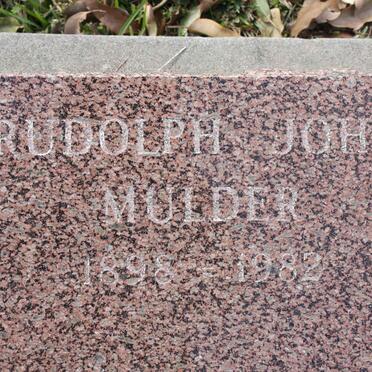 RUDOLPH JOH
MULDER
1898 - 1982